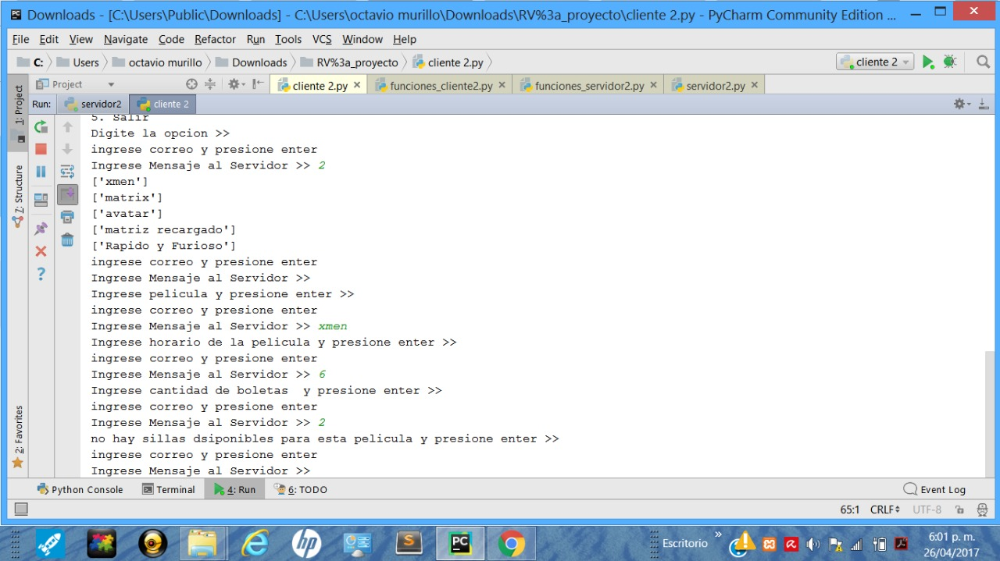 Downloads - [C:\Users\Public\Downloads] - C:\Users\octavio murillo\Downloads\RV%3a_proyecto\cliente 2.py - PyCharm Community Edition ...
File Edit View Navigate Code Refactor Run Tools VCS Window Help
C: Users octavio murillo Downloads RV%3a_proyecto cliente 2.py cliente 2
Project cliente 2.py funciones_cliente2.py funciones_servidor2.py servidor2.py
Run: servidor2 cliente 2
1: Project
7: Structure
2: Favorites
5. Salir
Digite la opcion >>
ingrese correo y presione enter
Ingrese Mensaje al Servidor >> 2
['xmen']
['matrix']
['avatar']
['matriz recargado']
['Rapido y Furioso']
ingrese correo y presione enter
Ingrese Mensaje al Servidor >>
Ingrese pelicula y presione enter >>
ingrese correo y presione enter
Ingrese Mensaje al Servidor >> xmen
Ingrese horario de la pelicula y presione enter >>
ingrese correo y presione enter
Ingrese Mensaje al Servidor >> 6
Ingrese cantidad de boletas  y presione enter >>
ingrese correo y presione enter
Ingrese Mensaje al Servidor >> 2
no hay sillas dsiponibles para esta pelicula y presione enter >>
ingrese correo y presione enter
Ingrese Mensaje al Servidor >>
Python Console Terminal 4: Run 6: TODO Event Log
65:1 CRLF UTF-8
Escritorio » 6:01 p. m.
26/04/2017